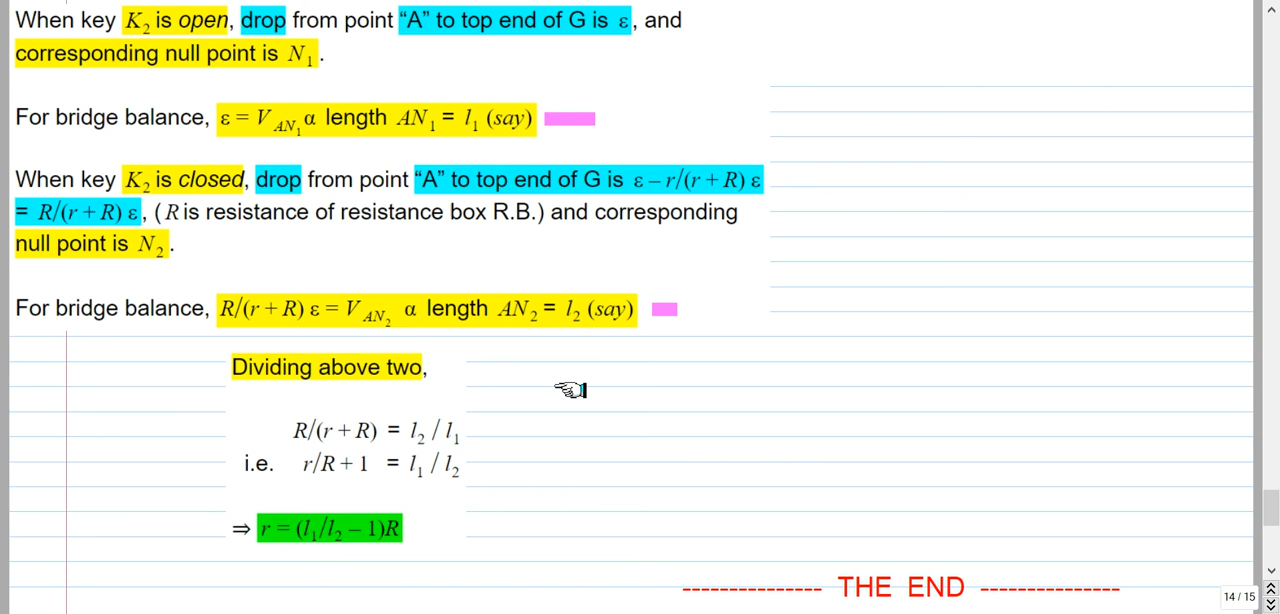 When key K₂ is open, drop from point “A” to top end of G is ε, and
corresponding null point is N₁.
For bridge balance, ε = V_AN₁ α length AN₁ = l₁ (say)
When key K₂ is closed, drop from point “A” to top end of G is ε – r/(r + R) ε
= R/(r + R) ε, (R is resistance of resistance box R.B.) and corresponding
null point is N₂.
For bridge balance, R/(r + R) ε = V_AN₂ α length AN₂ = l₂ (say)
Dividing above two,
R/(r + R) = l₂ / l₁
i.e. r/R + 1 = l₁ / l₂
⇒ r = (l₁/l₂ – 1)R
-------------- THE END --------------
14 / 15